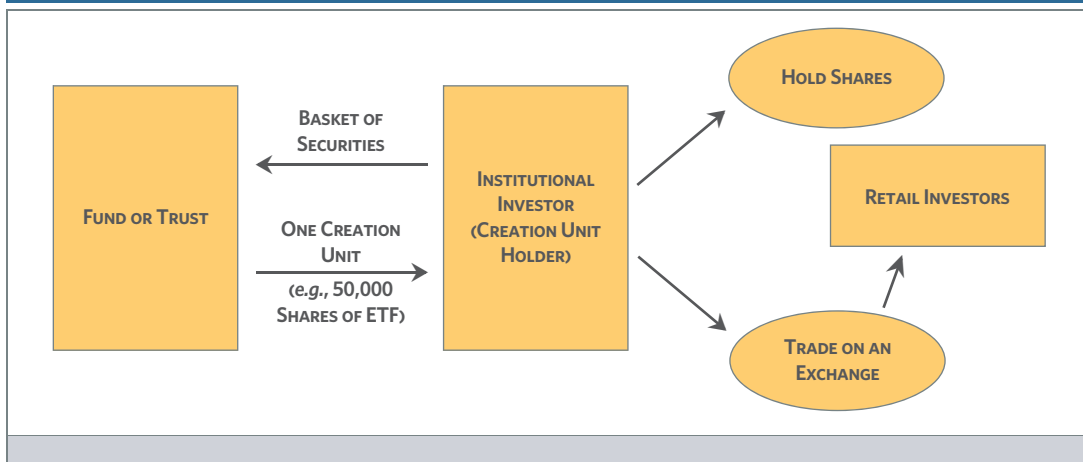 FUND OR TRUST
BASKET OF
SECURITIES
ONE CREATION
UNIT
(e.g., 50,000
SHARES OF ETF)
INSTITUTIONAL
INVESTOR
(CREATION UNIT
HOLDER)
HOLD SHARES
RETAIL INVESTORS
TRADE ON AN
EXCHANGE